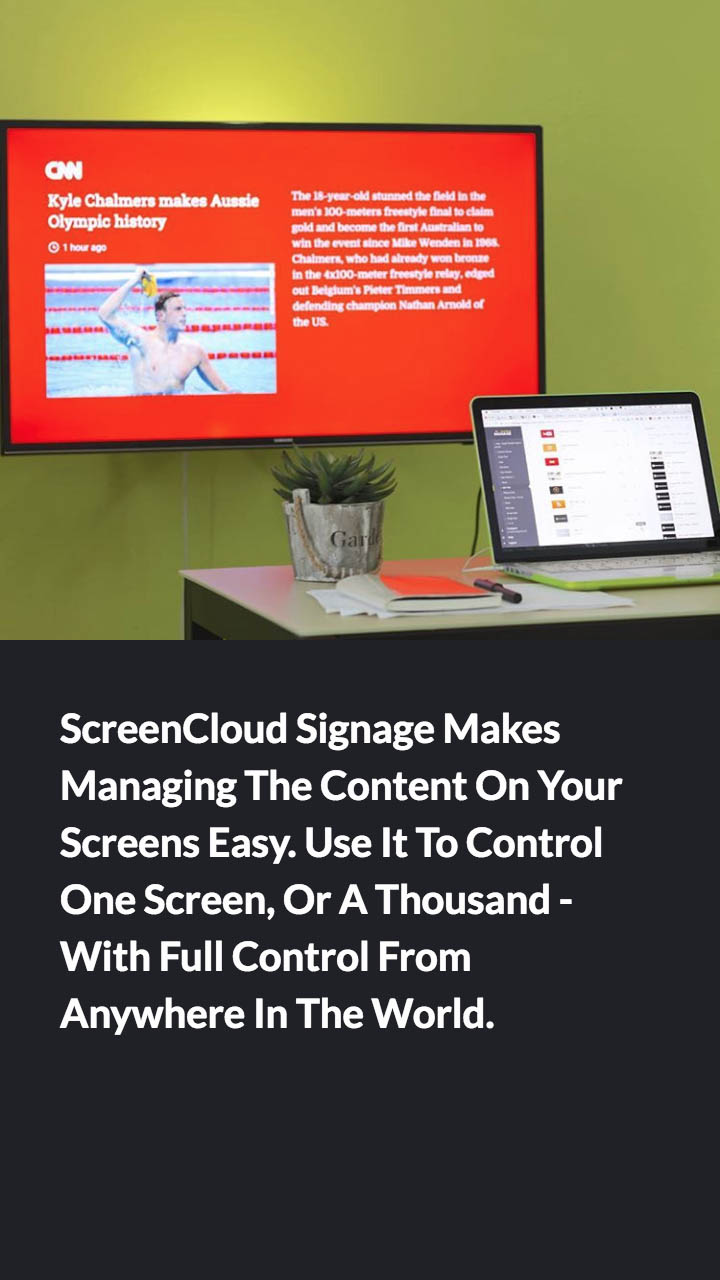 CNN
Kyle Chalmers makes Aussie
Olympic history
1 hour ago
The 18-year-old stunned the field in the
men's 100-meters freestyle final to claim
gold and become the first Australian to
win the event since Mike Wenden in 1968.
Chalmers, who had already won bronze
in the 4x100-meter freestyle relay, edged
out Belgium's Pieter Timmers and
defending champion Nathan Arnold of
the US.
ScreenCloud Signage Makes
Managing The Content On Your
Screens Easy. Use It To Control
One Screen, Or A Thousand -
With Full Control From
Anywhere In The World.